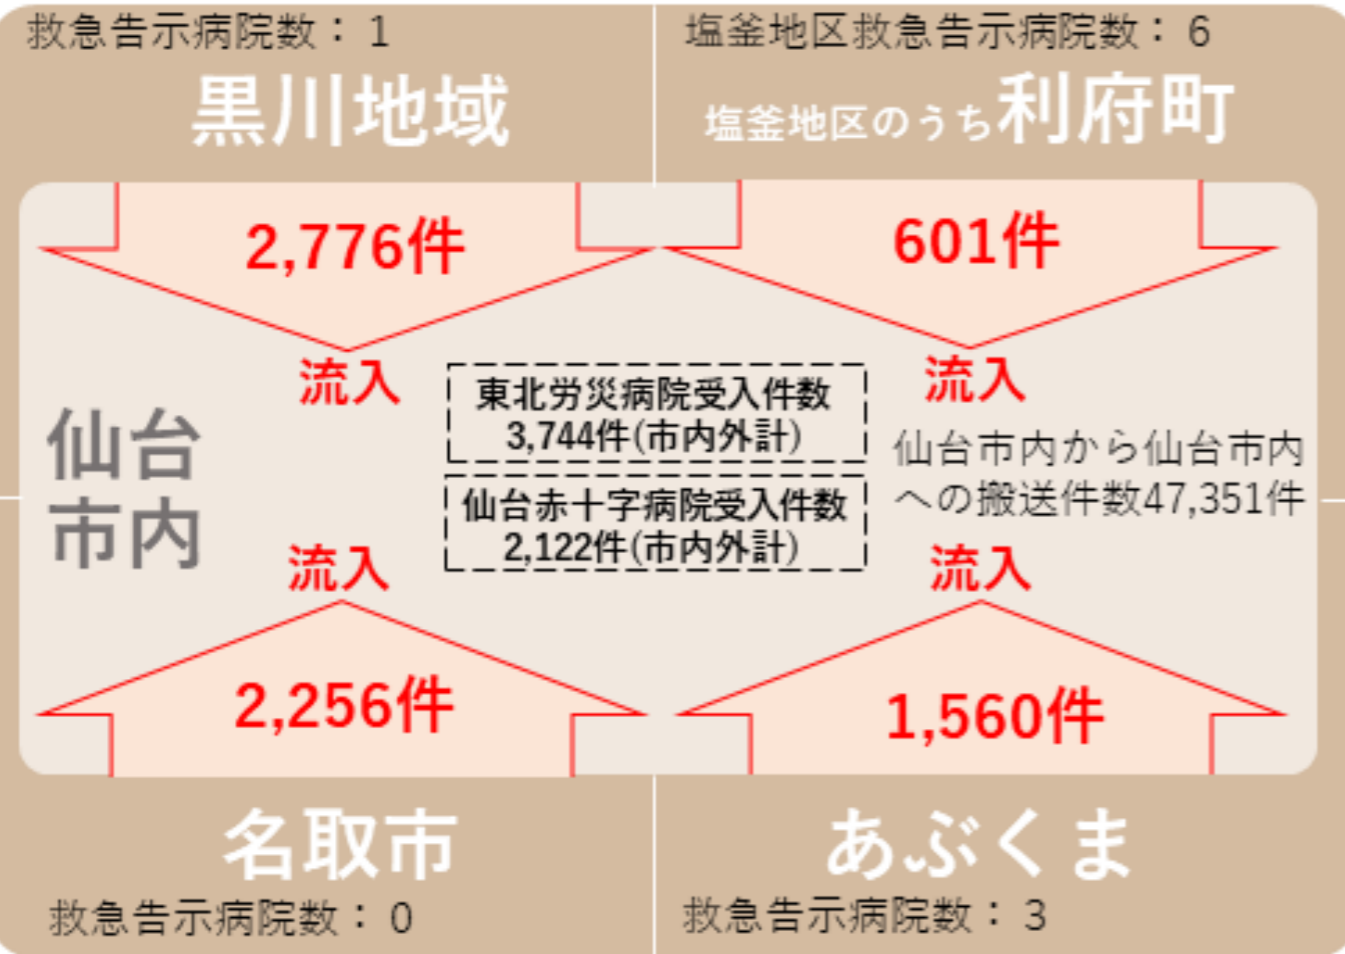 救急告示病院数：1
塩釜地区救急告示病院数：6
黒川地域
塩釜地区のうち利府町
2,776件
601件
流入
流入
東北労災病院受入件数
3,744件(市内外計)
仙台
市内
仙台市内から仙台市内
への搬送件数47,351件
仙台赤十字病院受入件数
2,122件(市内外計)
流入
流入
2,256件
1,560件
名取市
あぶくま
救急告示病院数：0
救急告示病院数：3